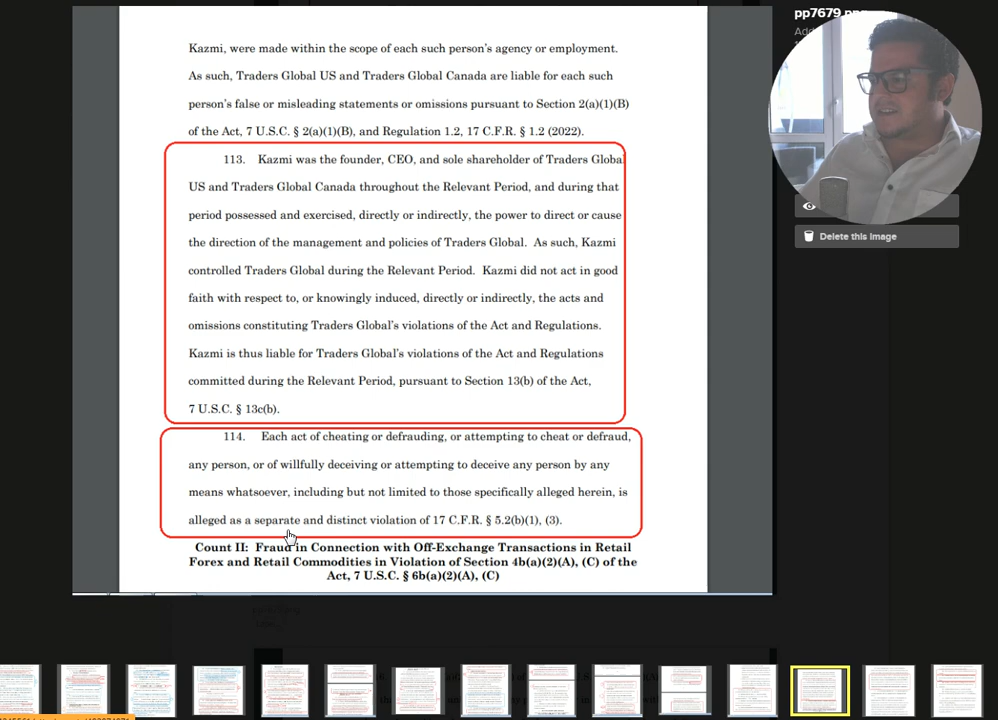 pp7679.png
Kazmi, were made within the scope of each such person's agency or employment.
As such, Traders Global US and Traders Global Canada are liable for each such
person's false or misleading statements or omissions pursuant to Section 2(a)(1)(B)
of the Act, 7 U.S.C. § 2(a)(1)(B), and Regulation 1.2, 17 C.F.R. § 1.2 (2022).
113. Kazmi was the founder, CEO, and sole shareholder of Traders Global
US and Traders Global Canada throughout the Relevant Period, and during that
period possessed and exercised, directly or indirectly, the power to direct or cause
the direction of the management and policies of Traders Global. As such, Kazmi
controlled Traders Global during the Relevant Period. Kazmi did not act in good
faith with respect to, or knowingly induced, directly or indirectly, the acts and
omissions constituting Traders Global's violations of the Act and Regulations.
Kazmi is thus liable for Traders Global's violations of the Act and Regulations
committed during the Relevant Period, pursuant to Section 13(b) of the Act,
7 U.S.C. § 13c(b).
114. Each act of cheating or defrauding, or attempting to cheat or defraud,
any person, or of willfully deceiving or attempting to deceive any person by any
means whatsoever, including but not limited to those specifically alleged herein, is
alleged as a separate and distinct violation of 17 C.F.R. § 5.2(b)(1), (3).
Count II: Fraud in Connection with Off-Exchange Transactions in Retail
Forex and Retail Commodities in Violation of Section 4b(a)(2)(A), (C) of the
Act, 7 U.S.C. § 6b(a)(2)(A), (C)
Delete this image